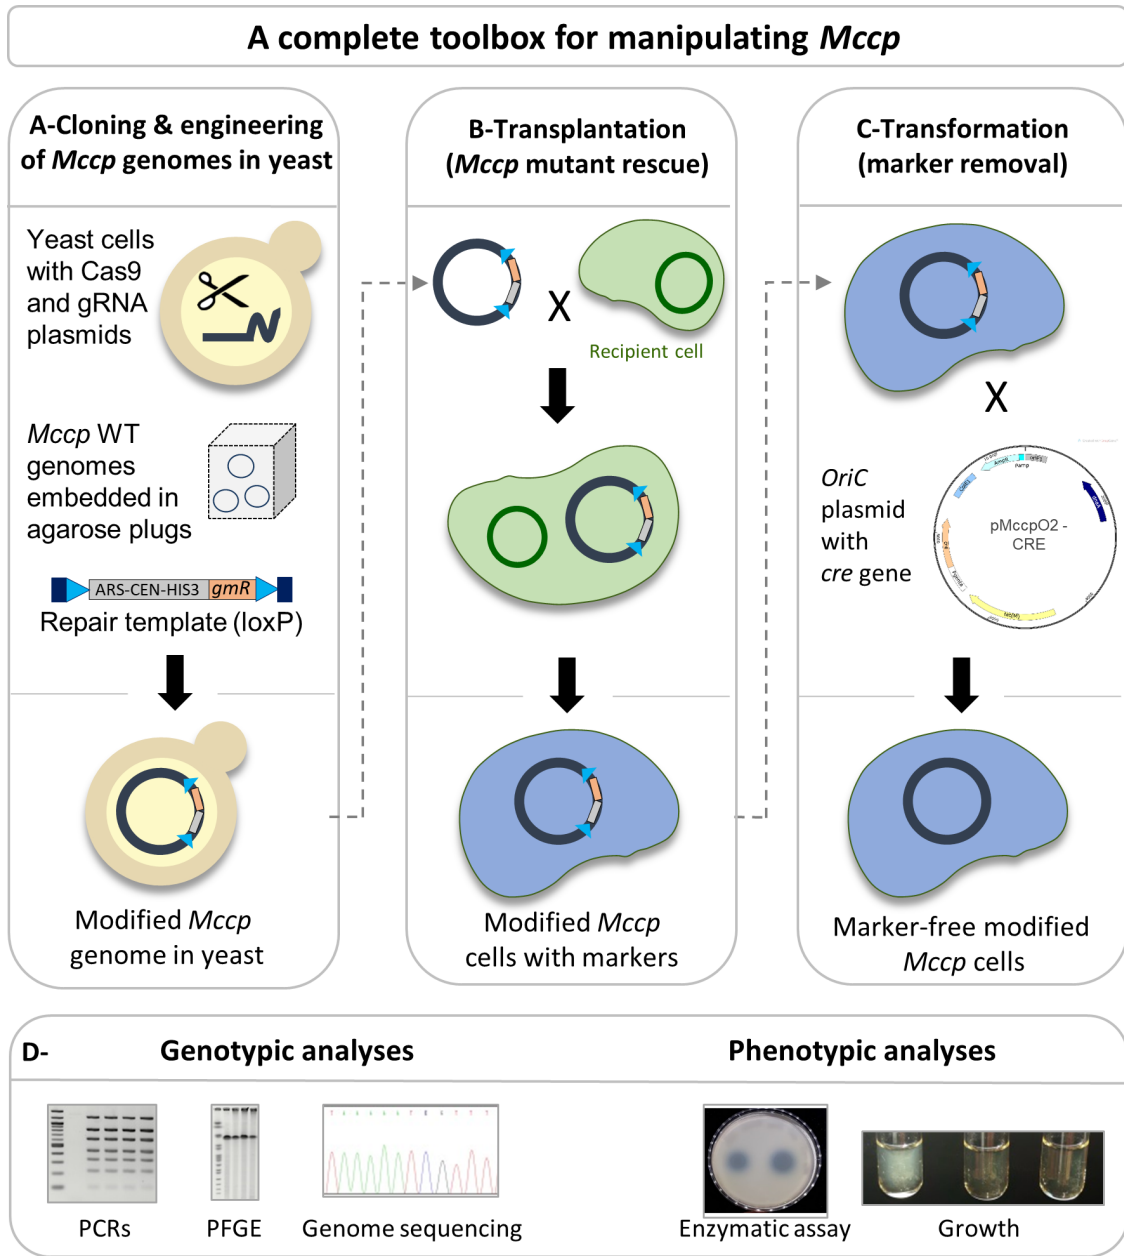 A complete toolbox for manipulating Mccp
A-Cloning & engineering
of Mccp genomes in yeast
Yeast cells
with Cas9
and gRNA
plasmids
Mccp WT
genomes
embedded in
agarose plugs
ARS-CEN-HIS3 gmR
Repair template (loxP)
Modified Mccp
genome in yeast
B-Transplantation
(Mccp mutant rescue)
X
Recipient cell
Modified Mccp
cells with markers
C-Transformation
(marker removal)
X
OriC
plasmid
with
cre gene
pMccpO2 -
CRE
Marker-free modified
Mccp cells
D-
Genotypic analyses
Phenotypic analyses
PCRs
PFGE
Genome sequencing
Enzymatic assay
Growth